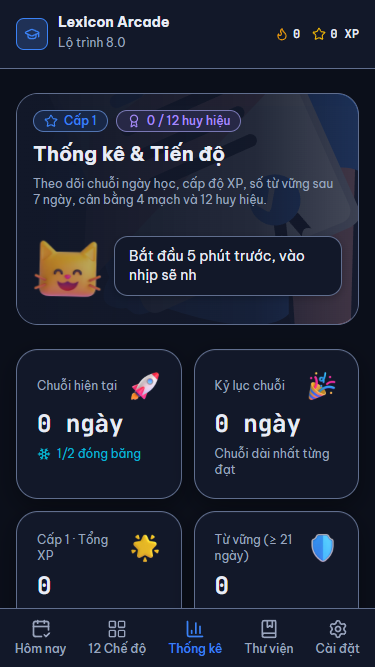 Lexicon Arcade
Lộ trình 8.0
0
0 XP
Cấp 1
0 / 12 huy hiệu
Thống kê & Tiến độ
Theo dõi chuỗi ngày học, cấp độ XP, số từ vững sau
7 ngày, cân bằng 4 mạch và 12 huy hiệu.
Bắt đầu 5 phút trước, vào
nhịp sẽ nh
Chuỗi hiện tại
0 ngày
1/2 đóng băng
Kỷ lục chuỗi
0 ngày
Chuỗi dài nhất từng
đạt
Cấp 1 · Tổng
XP
0
Từ vững (≥ 21
ngày)
0
Hôm nay
12 Chế độ
Thống kê
Thư viện
Cài đặt